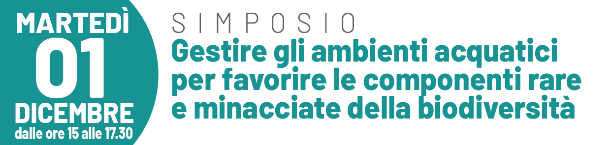 MARTEDÌ
01
DICEMBRE
dalle ore 15 alle 17.30
SIMPOSIO
Gestire gli ambienti acquatici
per favorire le componenti rare
e minacciate della biodiversità